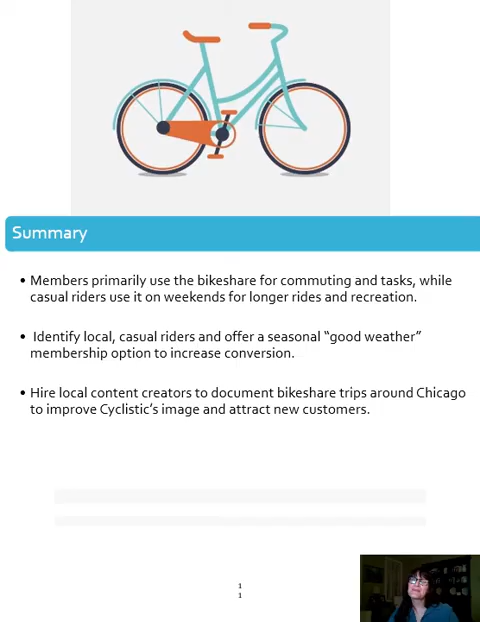 Summary
• Members primarily use the bikeshare for commuting and tasks, while
casual riders use it on weekends for longer rides and recreation.
• Identify local, casual riders and offer a seasonal “good weather”
membership option to increase conversion.
• Hire local content creators to document bikeshare trips around Chicago
to improve Cyclistic’s image and attract new customers.
1
1